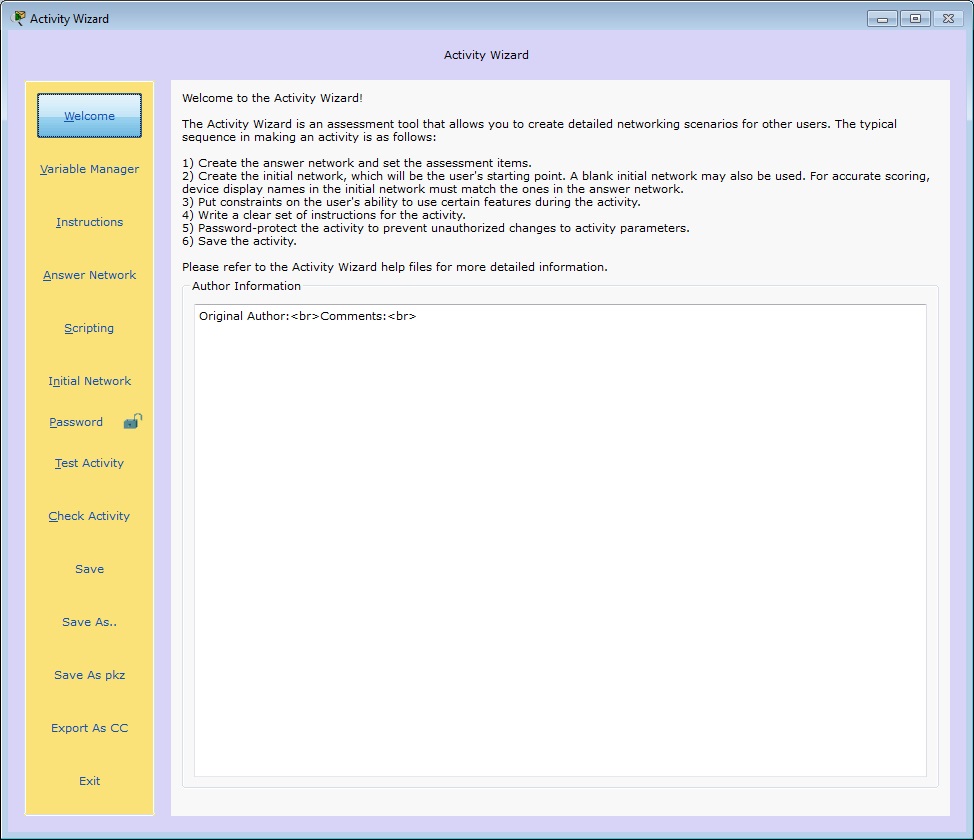 Activity Wizard
Activity Wizard
Welcome
Variable Manager
Instructions
Answer Network
Scripting
Initial Network
Password
Test Activity
Check Activity
Save
Save As..
Save As pkz
Export As CC
Exit
Welcome to the Activity Wizard!
The Activity Wizard is an assessment tool that allows you to create detailed networking scenarios for other users. The typical
sequence in making an activity is as follows:
1) Create the answer network and set the assessment items.
2) Create the initial network, which will be the user's starting point. A blank initial network may also be used. For accurate scoring,
device display names in the initial network must match the ones in the answer network.
3) Put constraints on the user's ability to use certain features during the activity.
4) Write a clear set of instructions for the activity.
5) Password-protect the activity to prevent unauthorized changes to activity parameters.
6) Save the activity.
Please refer to the Activity Wizard help files for more detailed information.
Author Information
Original Author:<br>Comments:<br>